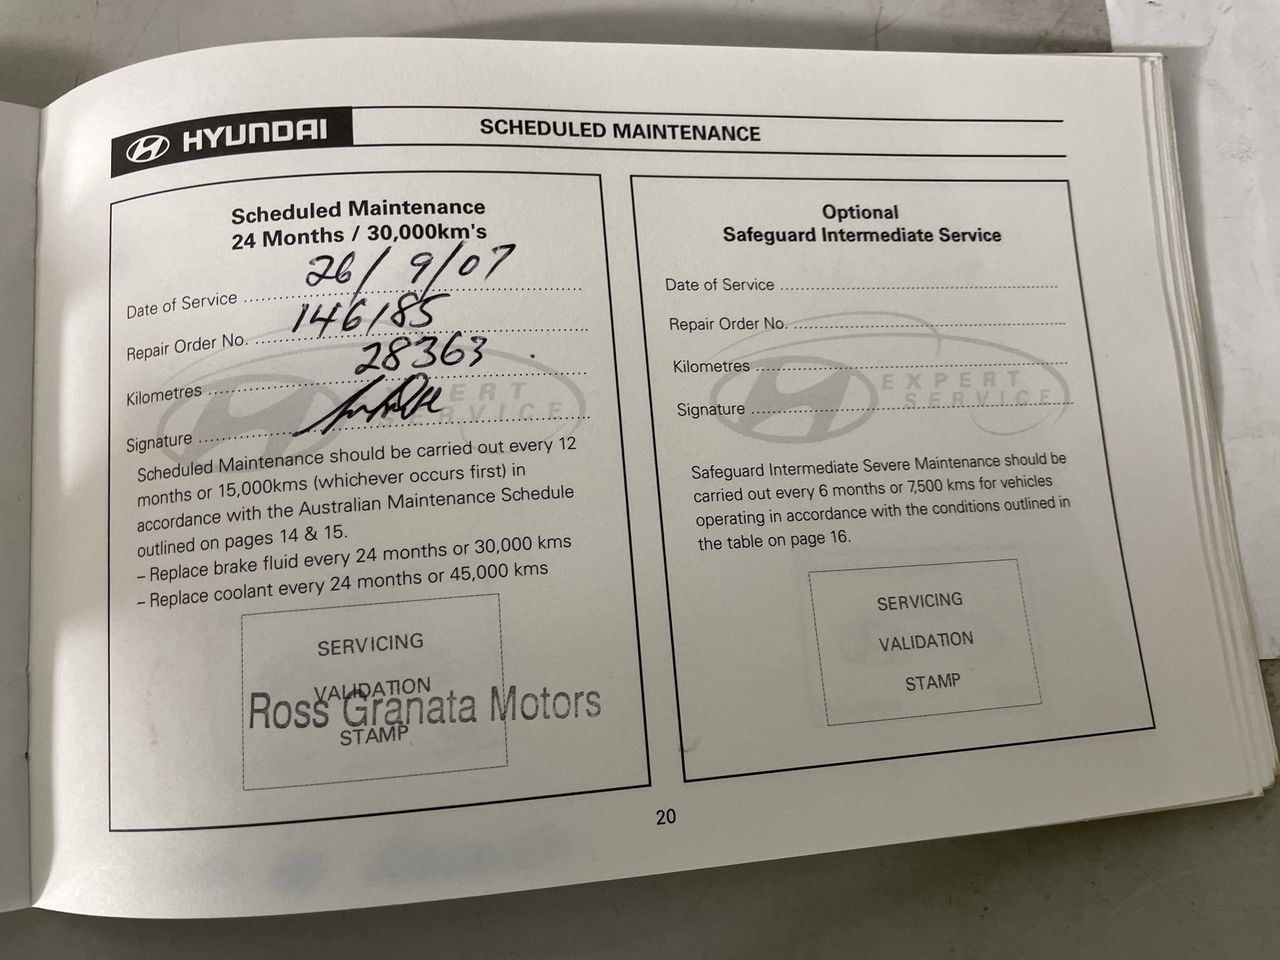 HYUNDAI
SCHEDULED MAINTENANCE
Scheduled Maintenance
24 Months / 30,000km's
Date of Service 26/9/07
Repair Order No. 146185
Kilometres 28363
Signature
EXPERT
SERVICE
Scheduled Maintenance should be carried out every 12
months or 15,000kms (whichever occurs first) in
accordance with the Australian Maintenance Schedule
outlined on pages 14 & 15.
– Replace brake fluid every 24 months or 30,000 kms
– Replace coolant every 24 months or 45,000 kms
SERVICING
VALIDATION
Ross Granata Motors
STAMP
Optional
Safeguard Intermediate Service
Date of Service
Repair Order No.
Kilometres
Signature
EXPERT
SERVICE
Safeguard Intermediate Severe Maintenance should be
carried out every 6 months or 7,500 kms for vehicles
operating in accordance with the conditions outlined in
the table on page 16.
SERVICING
VALIDATION
STAMP
20